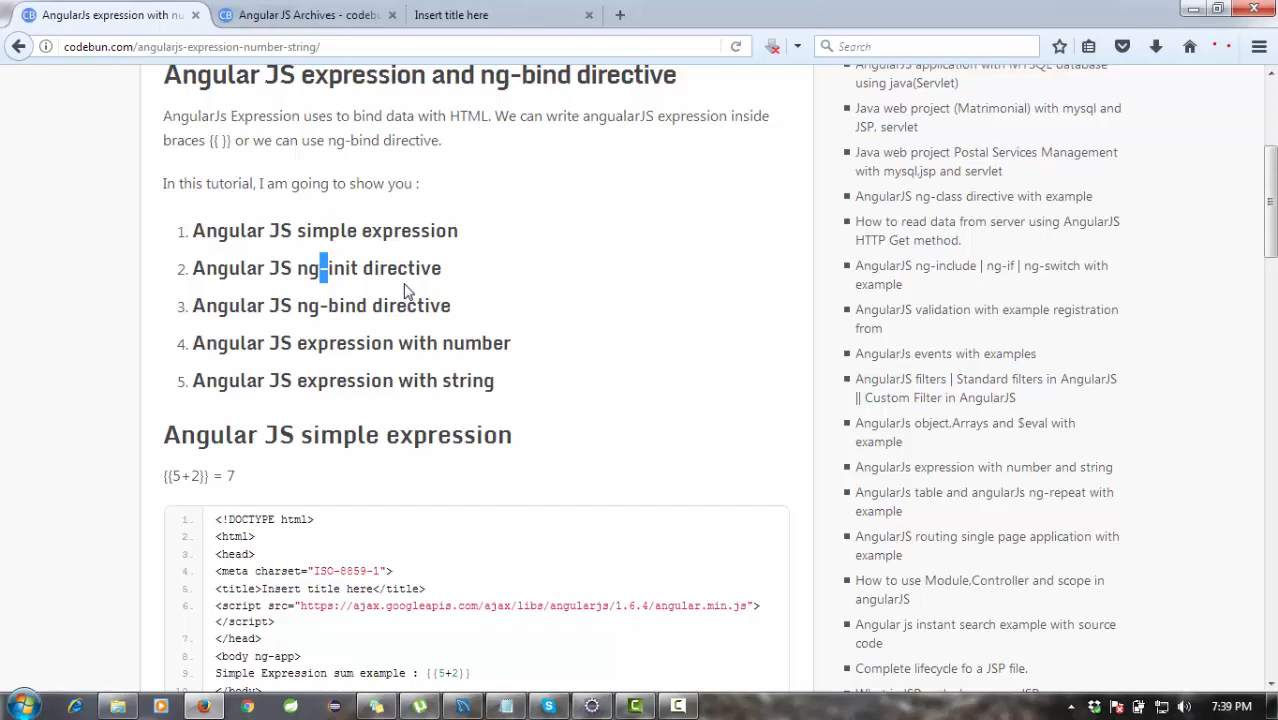 AngularJs expression with nu
Angular JS Archives - codebu
Insert title here
codebun.com/angularjs-expression-number-string/
Search
Angular JS expression and ng-bind directive
AngularJs Expression uses to bind data with HTML. We can write angualarJS expression inside
braces {{ }} or we can use ng-bind directive.
In this tutorial, I am going to show you :
1. Angular JS simple expression
2. Angular JS ng-init directive
3. Angular JS ng-bind directive
4. Angular JS expression with number
5. Angular JS expression with string
Angular JS simple expression
{{5+2}} = 7
1. <!DOCTYPE html>
2. <html>
3. <head>
4. <meta charset="ISO-8859-1">
5. <title>Insert title here</title>
6. <script src="https://ajax.googleapis.com/ajax/libs/angularjs/1.6.4/angular.min.js">
</script>
7. </head>
8. <body ng-app>
9. Simple Expression sum example : {{5+2}}
10. </body>
using java(Servlet)
Java web project (Matrimonial) with mysql and
JSP, servlet
Java web project Postal Services Management
with mysql,jsp and servlet
AngularJS ng-class directive with example
How to read data from server using AngularJS
HTTP Get method.
AngularJS ng-include | ng-if | ng-switch with
example
AngularJS validation with example registration
from
AngularJs events with examples
AngularJS filters | Standard filters in AngularJS
|| Custom Filter in AngularJS
AngularJs object,Arrays and $eval with
example
AngularJs expression with number and string
AngularJs table and angularJs ng-repeat with
example
AngularJS routing single page application with
example
How to use Module,Controller and scope in
angularJS
Angular js instant search example with source
code
Complete lifecycle fo a JSP file.
7:39 PM